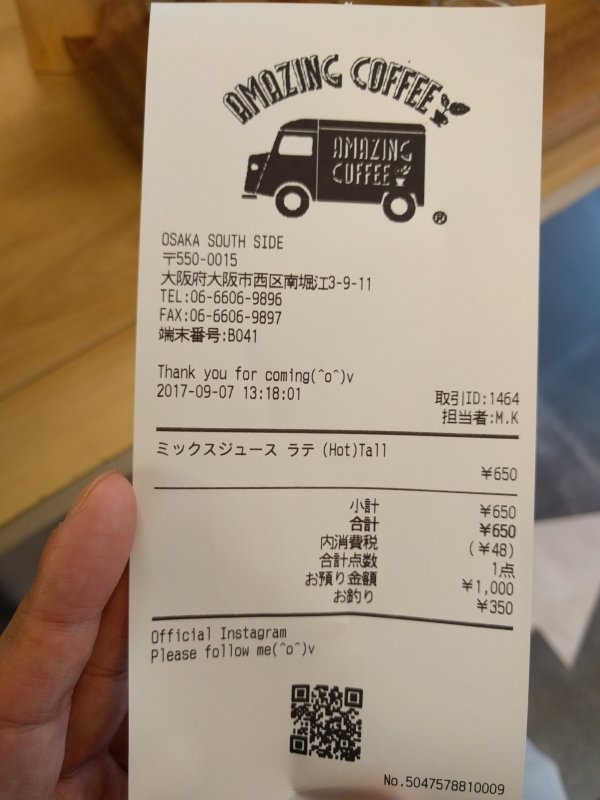 AMAZING COFFEE
AMAZING
COFFEE
®
OSAKA SOUTH SIDE
〒550-0015
大阪府大阪市西区南堀江3-9-11
TEL:06-6606-9896
FAX:06-6606-9897
端末番号:B041
Thank you for coming(^o^)v
2017-09-07 13:18:01
取引ID:1464
担当者:M.K
ミックスジュース ラテ (Hot)Tall
¥650
小計 ¥650
合計 ¥650
内消費税 (¥48)
合計点数 1点
お預り金額 ¥1,000
お釣り ¥350
Official Instagram
Please follow me(^o^)v
No.5047578810009